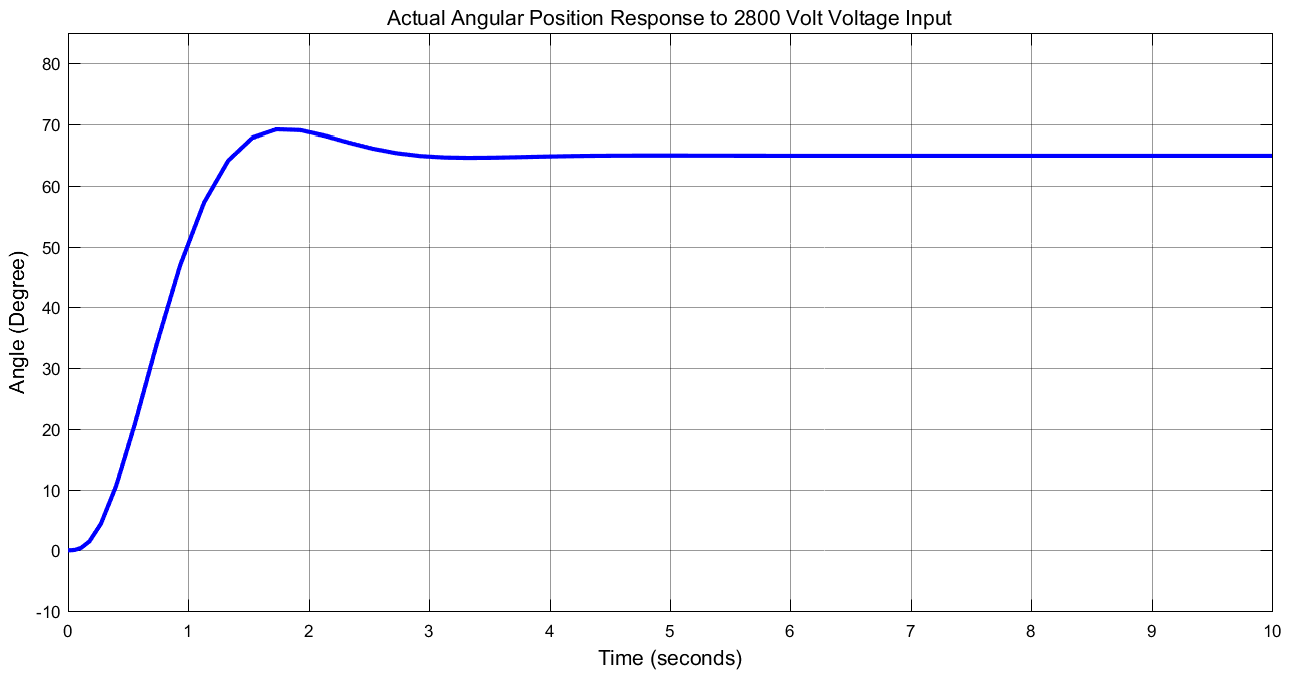 Actual Angular Position Response to 2800 Volt Voltage Input
80
70
60
50
40
30
20
10
0
-10
Angle (Degree)
0 1 2 3 4 5 6 7 8 9 10
Time (seconds)